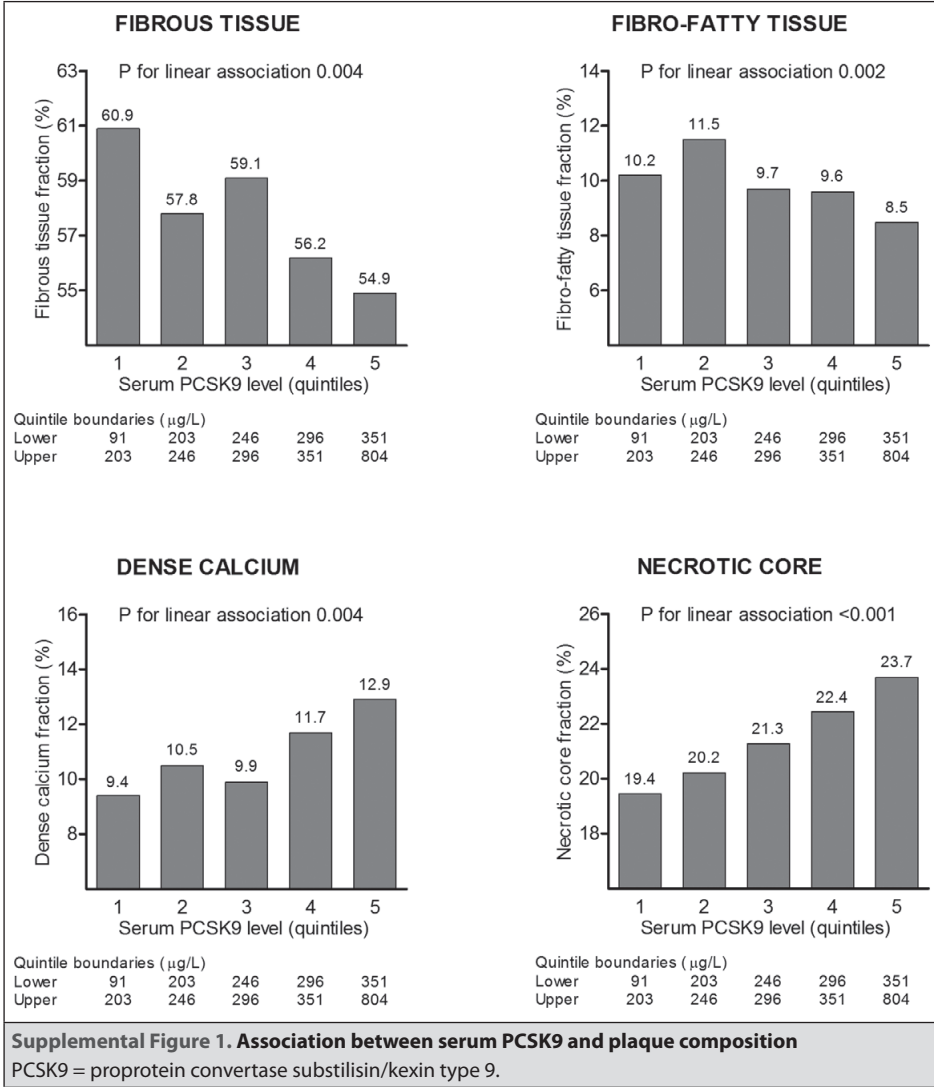 FIBROUS TISSUE
P for linear association 0.004
Fibrous tissue fraction (%)
63
61
59
57
55
60.9
57.8
59.1
56.2
54.9
1 2 3 4 5
Serum PCSK9 level (quintiles)
Quintile boundaries (μg/L)
Lower 91 203 246 296 351
Upper 203 246 296 351 804
FIBRO-FATTY TISSUE
P for linear association 0.002
Fibro-fatty tissue fraction (%)
14
12
10
8
6
10.2
11.5
9.7
9.6
8.5
1 2 3 4 5
Serum PCSK9 level (quintiles)
Quintile boundaries (μg/L)
Lower 91 203 246 296 351
Upper 203 246 296 351 804
DENSE CALCIUM
P for linear association 0.004
Dense calcium fraction (%)
16
14
12
10
8
9.4
10.5
9.9
11.7
12.9
1 2 3 4 5
Serum PCSK9 level (quintiles)
Quintile boundaries (μg/L)
Lower 91 203 246 296 351
Upper 203 246 296 351 804
NECROTIC CORE
P for linear association <0.001
Necrotic core fraction (%)
26
24
22
20
18
19.4
20.2
21.3
22.4
23.7
1 2 3 4 5
Serum PCSK9 level (quintiles)
Quintile boundaries (μg/L)
Lower 91 203 246 296 351
Upper 203 246 296 351 804
Supplemental Figure 1. Association between serum PCSK9 and plaque composition
PCSK9 = proprotein convertase substilisin/kexin type 9.